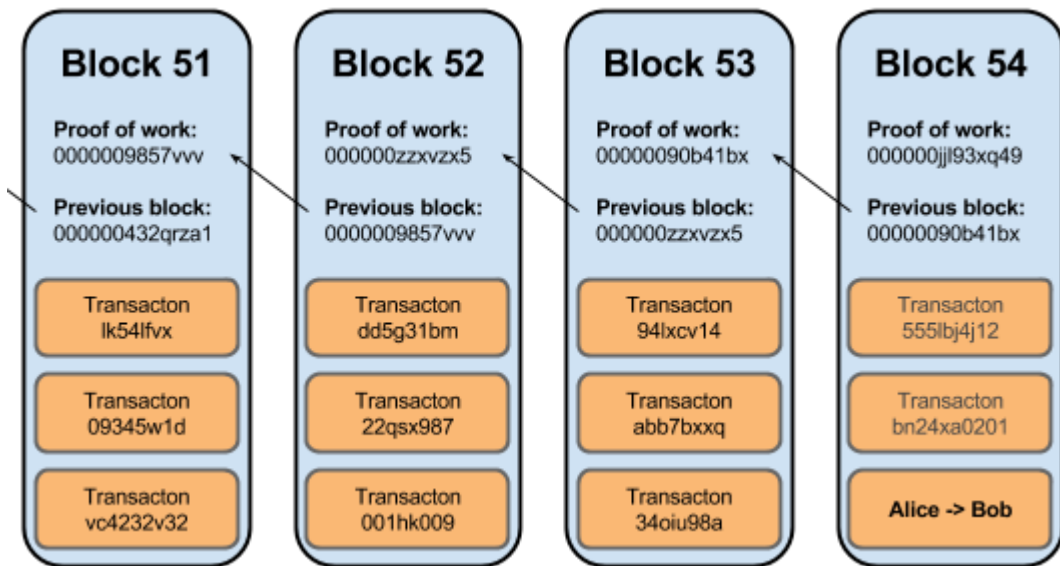 Block 51
Proof of work:
0000009857vvv
Previous block:
000000432qrza1
Transacton
lk54lfvx
Transacton
09345w1d
Transacton
vc4232v32
Block 52
Proof of work:
000000zzxvzx5
Previous block:
0000009857vvv
Transacton
dd5g31bm
Transacton
22qsx987
Transacton
001hk009
Block 53
Proof of work:
00000090b41bx
Previous block:
000000zzxvzx5
Transacton
94lxcv14
Transacton
abb7bxxq
Transacton
34oiu98a
Block 54
Proof of work:
000000jjl93xq49
Previous block:
00000090b41bx
Transacton
555lbj4j12
Transacton
bn24xa0201
Alice -> Bob